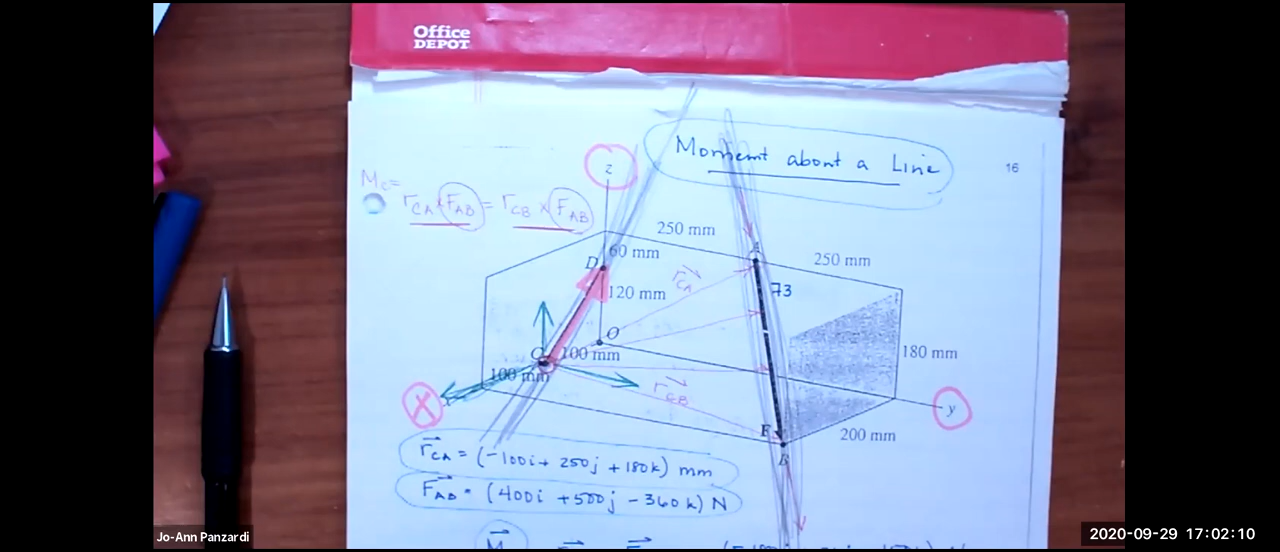 Office
DEPOT
Moment about a Line
16
z
Mc=
rCA × FAB = rCB × FAB
250 mm
60 mm
A
D
250 mm
rCA
73
120 mm
O
180 mm
C
100 mm
100 mm
rCB
X
y
F
200 mm
B
rCA = (-100i + 250j + 180k) mm
FAB = (400i + 500j - 360k) N
Jo-Ann Panzardi
2020-09-29 17:02:10